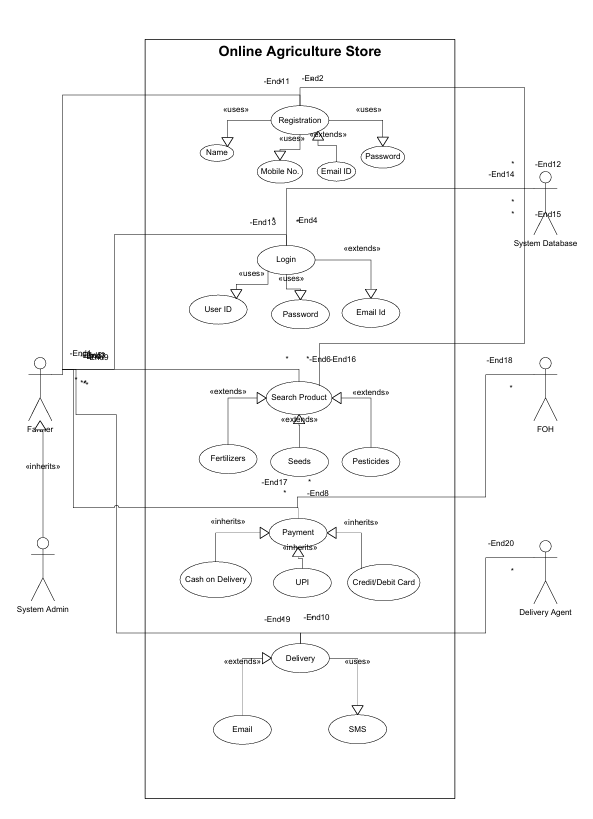 Online Agriculture Store
-End11
-End2
«uses»
Registration
«uses»
«uses»
«extends»
Name
Mobile No.
Email ID
Password
*
-End12
-End14
*
*
-End15
System Database
-End13
*
-End4
Login
«extends»
«uses»
«uses»
User ID
Password
Email Id
*
*
-End6
-End16
-End18
*
* **
Farmer
Search Product
«extends»
«extends»
«extends»
FOH
Fertilizers
Seeds
Pesticides
«inherits»
-End17
*
*
-End8
«inherits»
Payment
«inherits»
«inherits»
-End20
*
Cash on Delivery
UPI
Credit/Debit Card
System Admin
Delivery Agent
-End19
-End10
«extends»
Delivery
«uses»
Email
SMS